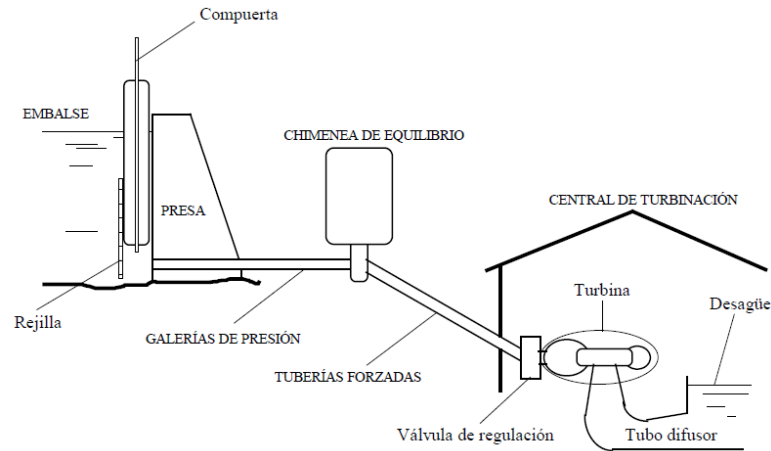 Compuerta
EMBALSE
CHIMENEA DE EQUILIBRIO
PRESA
CENTRAL DE TURBINACIÓN
Turbina
Desagüe
Rejilla
GALERÍAS DE PRESIÓN
TUBERÍAS FORZADAS
Válvula de regulación
Tubo difusor